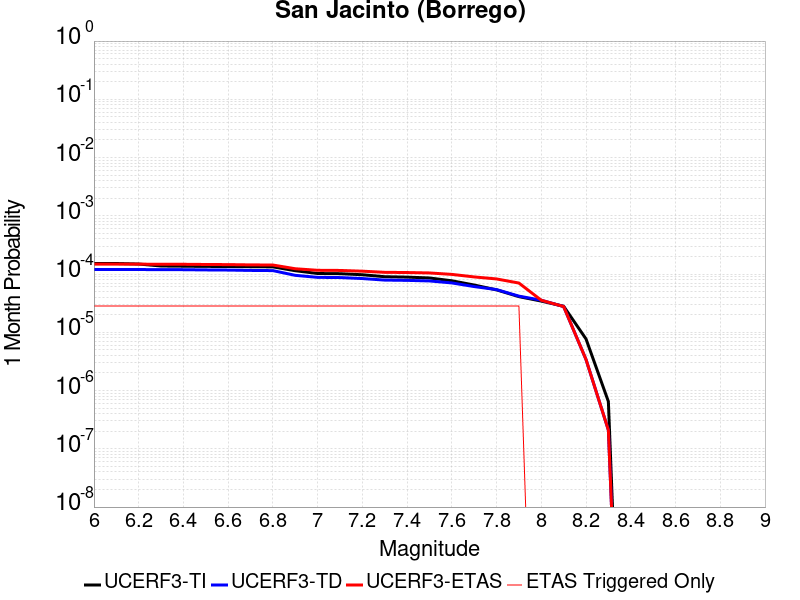 San Jacinto (Borrego)
10^0
10^-1
10^-2
10^-3
10^-4
10^-5
10^-6
10^-7
10^-8
1 Month Probability
6 6.2 6.4 6.6 6.8 7 7.2 7.4 7.6 7.8 8 8.2 8.4 8.6 8.8 9
Magnitude
UCERF3-TI UCERF3-TD UCERF3-ETAS ETAS Triggered Only